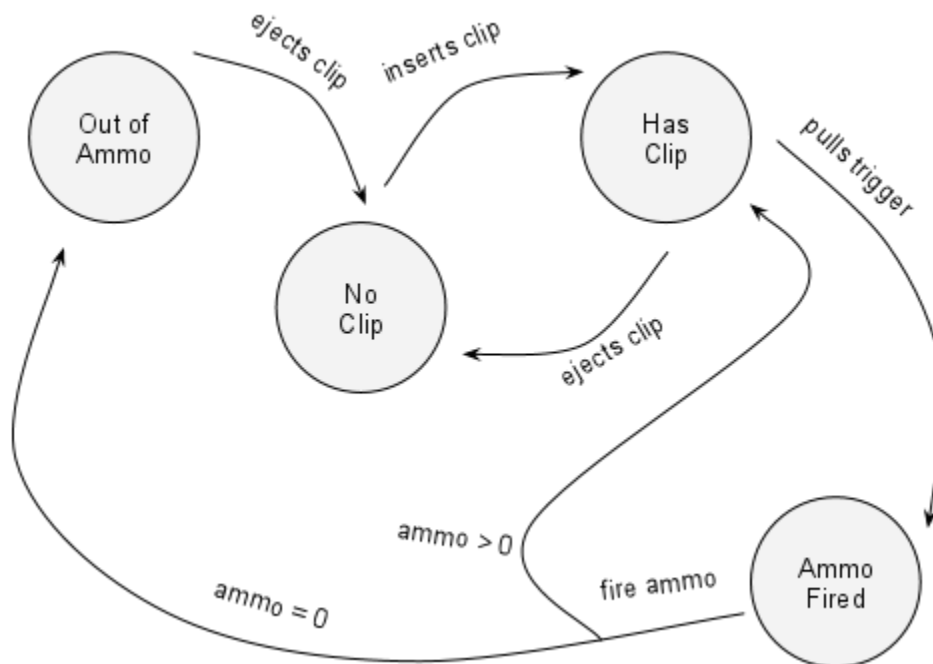 ejects clip
inserts clip
Out of
Ammo
Has
Clip
pulls trigger
No
Clip
ejects clip
ammo > 0
fire ammo
Ammo
Fired
ammo = 0